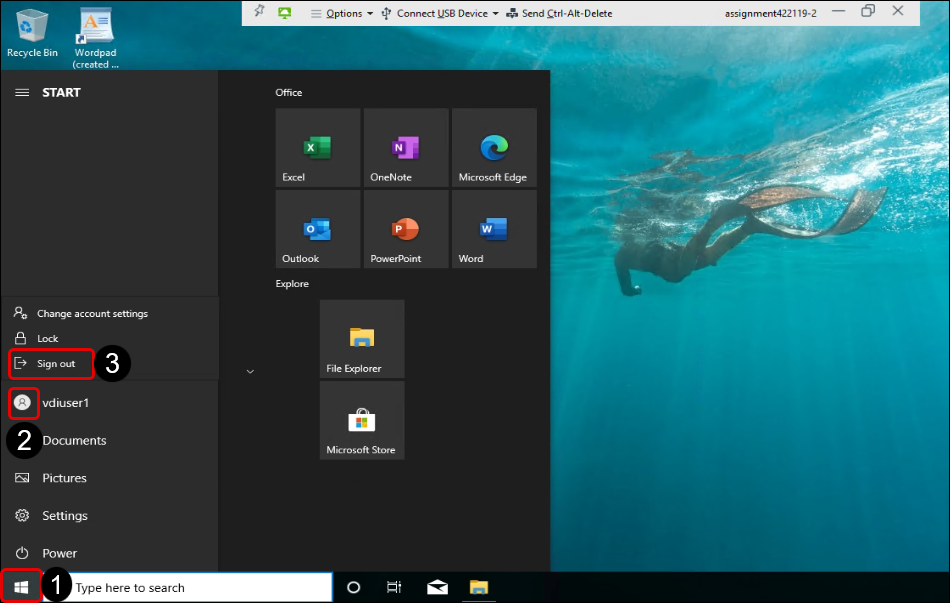 Options
Connect USB Device
Send Ctrl-Alt-Delete
assignment422119-2
Recycle Bin
Wordpad
(created ...
START
Office
Excel
OneNote
Microsoft Edge
Outlook
PowerPoint
Word
Explore
File Explorer
Microsoft Store
Change account settings
Lock
Sign out
3
vdiuser1
2
Documents
Pictures
Settings
Power
1
Type here to search